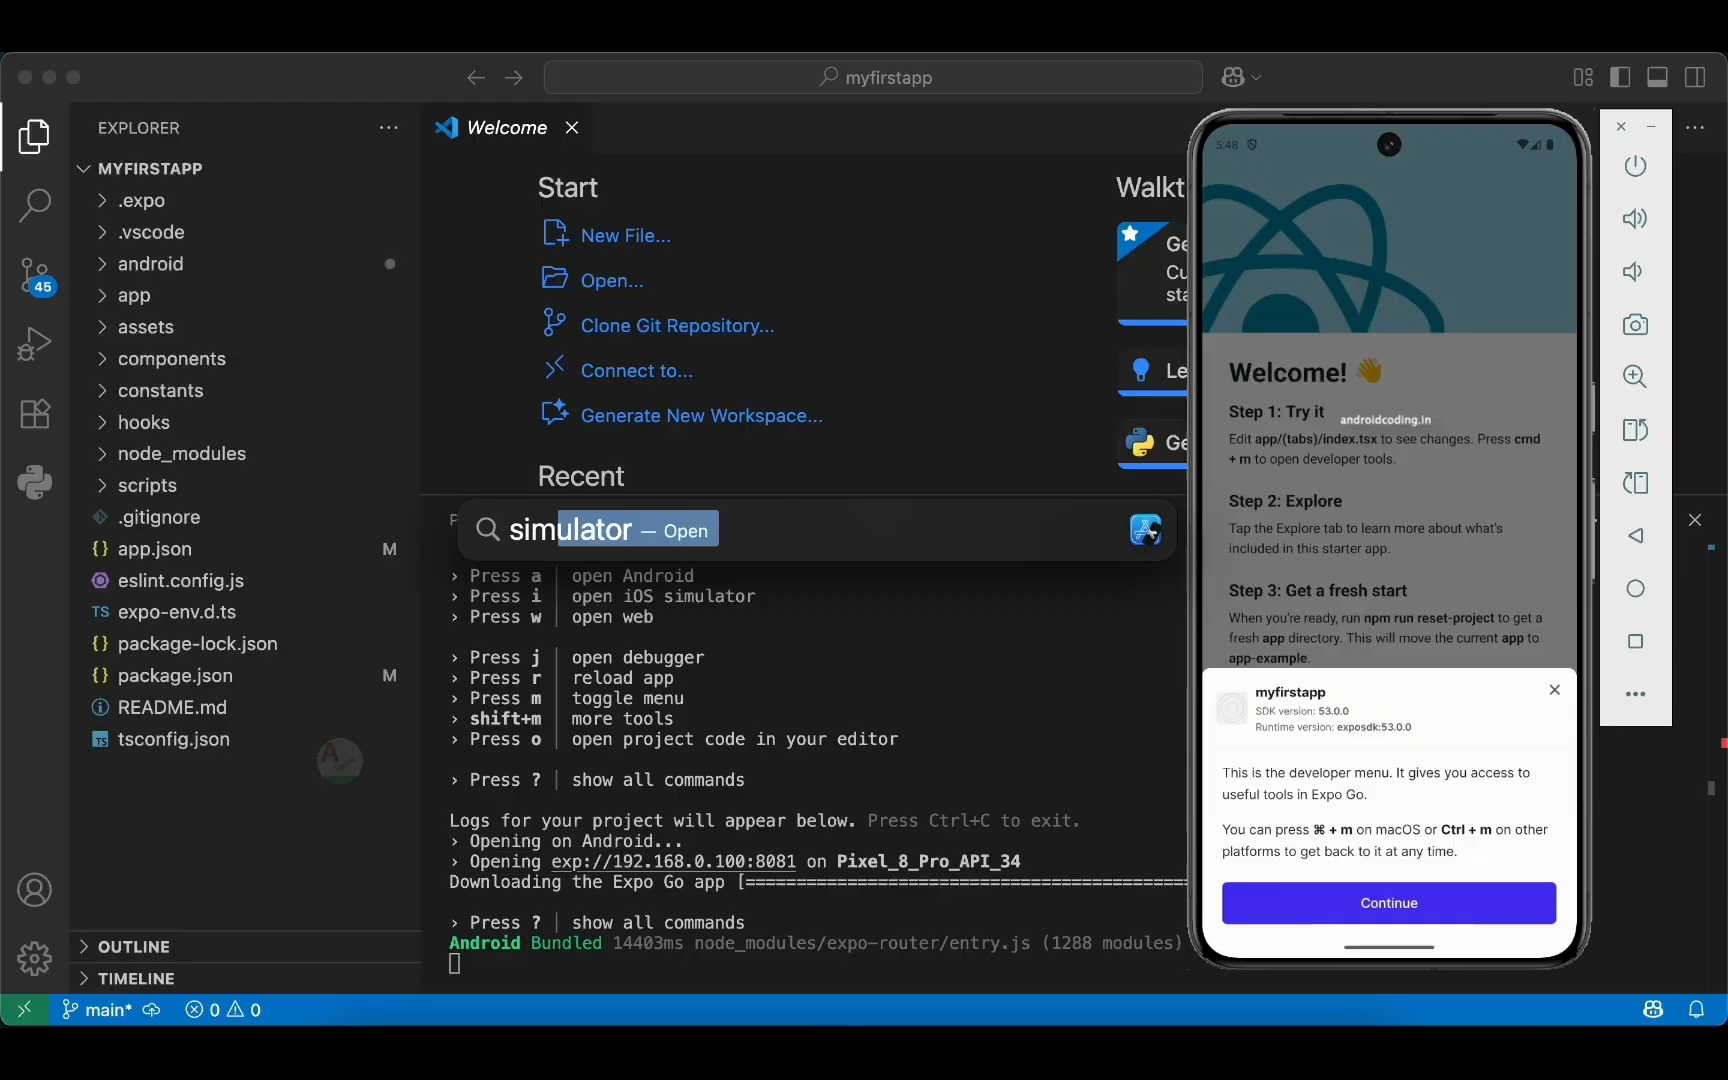 myfirstapp
EXPLORER
MYFIRSTAPP
.expo
.vscode
android
app
assets
components
constants
hooks
node_modules
scripts
.gitignore
app.json M
eslint.config.js
TS expo-env.d.ts
package-lock.json
package.json M
README.md
tsconfig.json
OUTLINE
TIMELINE
45
main* 0 0
Welcome
Start
New File...
Open...
Clone Git Repository...
Connect to...
Generate New Workspace...
Recent
Walkt
Ge
Cu
sta
Le
Ge
P
simulator — Open
› Press a │ open Android
› Press i │ open iOS simulator
› Press w │ open web
› Press j │ open debugger
› Press r │ reload app
› Press m │ toggle menu
› shift+m │ more tools
› Press o │ open project code in your editor
› Press ? │ show all commands
Logs for your project will appear below. Press Ctrl+C to exit.
› Opening on Android...
› Opening exp://192.168.0.100:8081 on Pixel_8_Pro_API_34
Downloading the Expo Go app [===========================================
› Press ? │ show all commands
Android Bundled 14403ms node_modules/expo-router/entry.js (1288 modules)
5:48
Welcome! 👋
Step 1: Try it
androidcoding.in
Edit app/(tabs)/index.tsx to see changes. Press cmd
+ m to open developer tools.
Step 2: Explore
Tap the Explore tab to learn more about what's
included in this starter app.
Step 3: Get a fresh start
When you're ready, run npm run reset-project to get a
fresh app directory. This will move the current app to
app-example.
myfirstapp
SDK version: 53.0.0
Runtime version: exposdk:53.0.0
This is the developer menu. It gives you access to
useful tools in Expo Go.
You can press ⌘ + m on macOS or Ctrl + m on other
platforms to get back to it at any time.
Continue